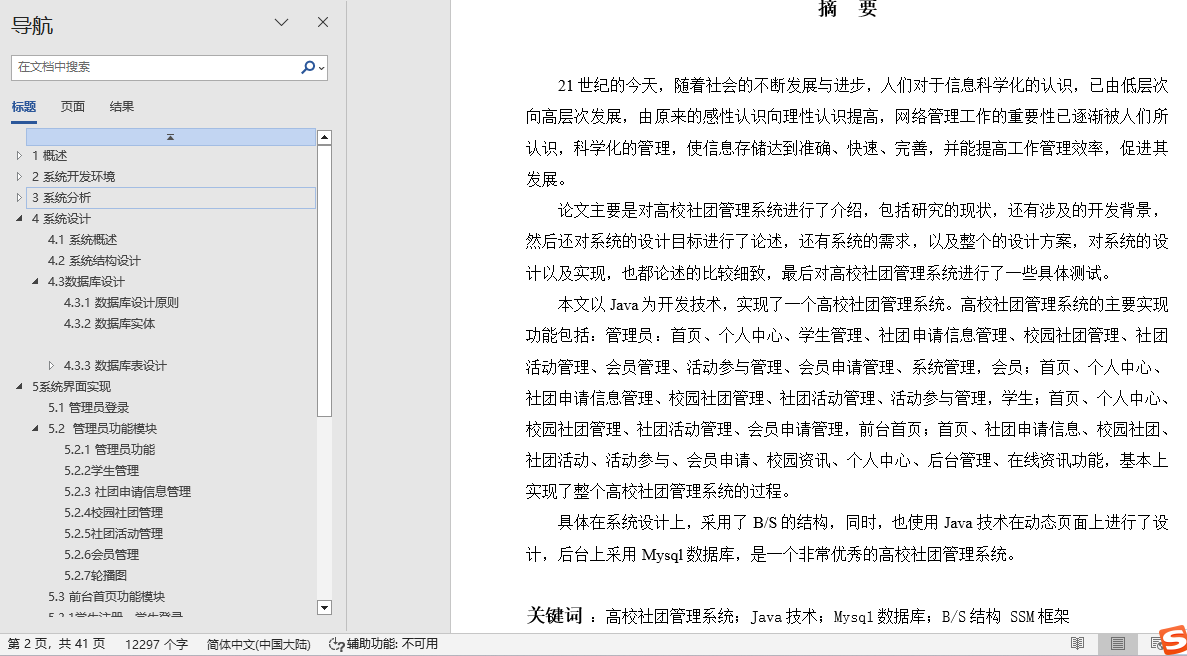 导航
在文档中搜索
标题 页面 结果
1 概述
2 系统开发环境
3 系统分析
4 系统设计
4.1 系统概述
4.2 系统结构设计
4.3数据库设计
4.3.1 数据库设计原则
4.3.2 数据库实体
4.3.3 数据库表设计
5系统界面实现
5.1 管理员登录
5.2 管理员功能模块
5.2.1 管理员功能
5.2.2学生管理
5.2.3 社团申请信息管理
5.2.4校园社团管理
5.2.5社团活动管理
5.2.6会员管理
5.2.7轮播图
5.3 前台首页功能模块
5.3.1学生注册、学生登录
摘 要
21 世纪的今天，随着社会的不断发展与进步，人们对于信息科学化的认识，已由低层次
向高层次发展，由原来的感性认识向理性认识提高，网络管理工作的重要性已逐渐被人们所
认识，科学化的管理，使信息存储达到准确、快速、完善，并能提高工作管理效率，促进其
发展。
论文主要是对高校社团管理系统进行了介绍，包括研究的现状，还有涉及的开发背景，
然后还对系统的设计目标进行了论述，还有系统的需求，以及整个的设计方案，对系统的设
计以及实现，也都论述的比较细致，最后对高校社团管理系统进行了一些具体测试。
本文以 Java 为开发技术，实现了一个高校社团管理系统。高校社团管理系统的主要实现
功能包括：管理员：首页、个人中心、学生管理、社团申请信息管理、校园社团管理、社团
活动管理、会员管理、活动参与管理、会员申请管理、系统管理，会员；首页、个人中心、
社团申请信息管理、校园社团管理、社团活动管理、活动参与管理，学生；首页、个人中心、
校园社团管理、社团活动管理、会员申请管理，前台首页；首页、社团申请信息、校园社团、
社团活动、活动参与、会员申请、校园资讯、个人中心、后台管理、在线资讯功能，基本上
实现了整个高校社团管理系统的过程。
具体在系统设计上，采用了 B/S 的结构，同时，也使用 Java 技术在动态页面上进行了设
计，后台上采用 Mysql 数据库，是一个非常优秀的高校社团管理系统。
关键词 ：高校社团管理系统；Java 技术；Mysql 数据库；B/S 结构 SSM 框架
第 2 页，共 41 页 12297 个字 简体中文(中国大陆) 辅助功能: 不可用